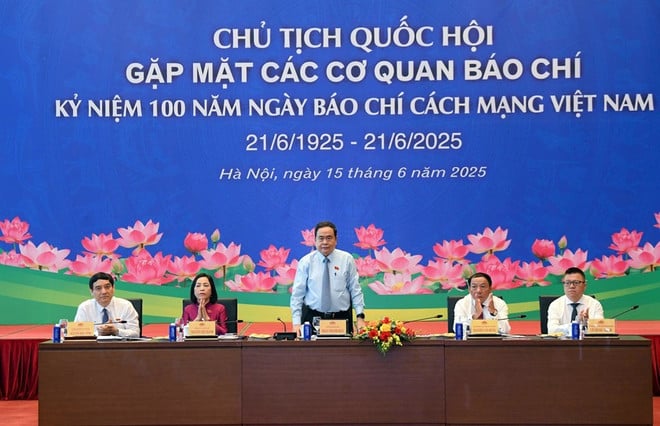 CHỦ TỊCH QUỐC HỘI
GẶP MẶT CÁC CƠ QUAN BÁO CHÍ
KỶ NIỆM 100 NĂM NGÀY BÁO CHÍ CÁCH MẠNG VIỆT NAM
21/6/1925 - 21/6/2025
Hà Nội, ngày 15 tháng 6 năm 2025